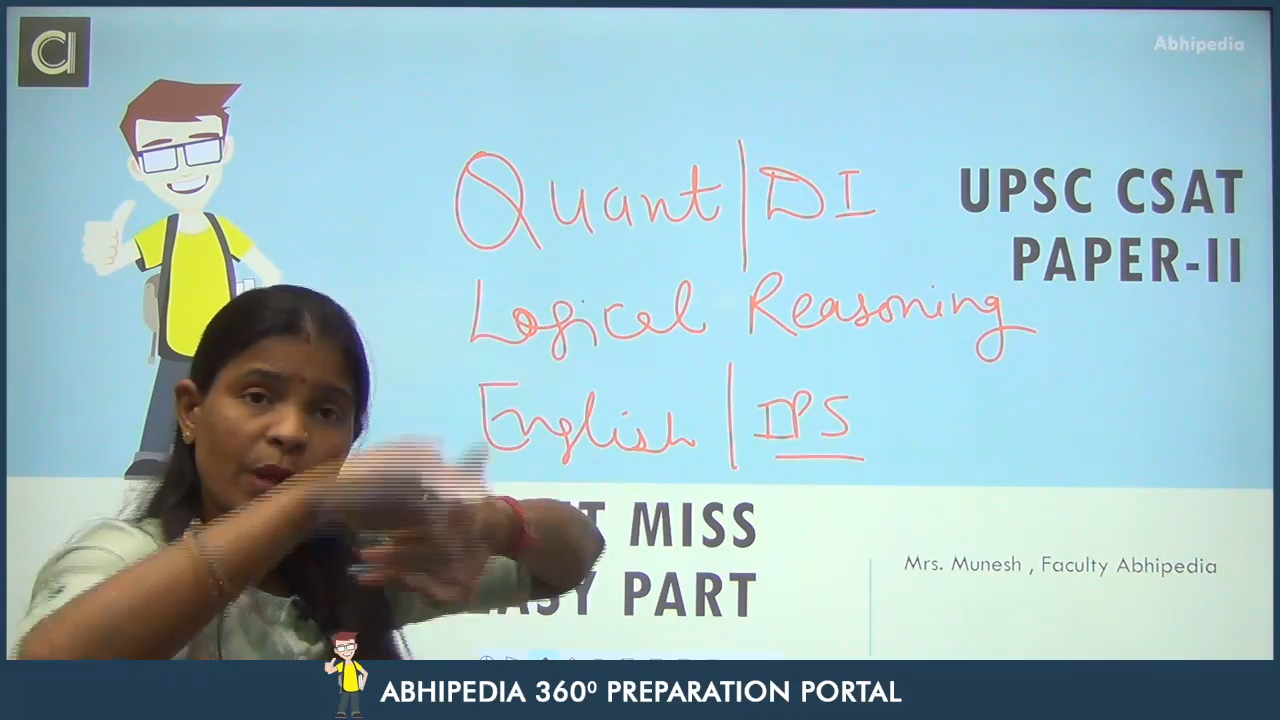 Abhipedia
Quant | DI
UPSC CSAT
PAPER-II
Logical Reasoning
English | IPS
MISS
PART
Mrs. Munesh , Faculty Abhipedia
ABHIPEDIA 360⁰ PREPARATION PORTAL